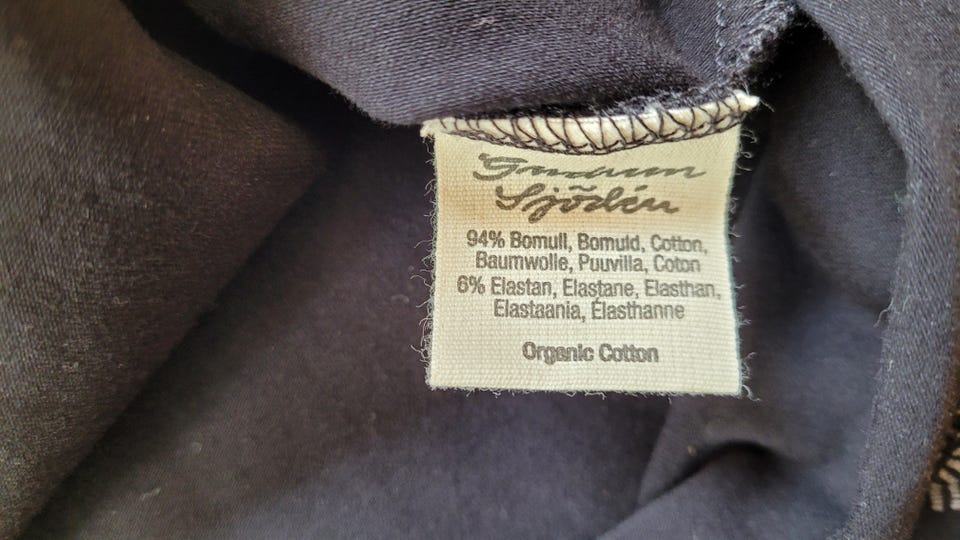 Gudrun
Sjödén
94% Bomull, Bomuld, Cotton,
Baumwolle, Puuvilla, Coton
6% Elastan, Elastane, Elasthan,
Elastaania, Élasthanne
Organic Cotton